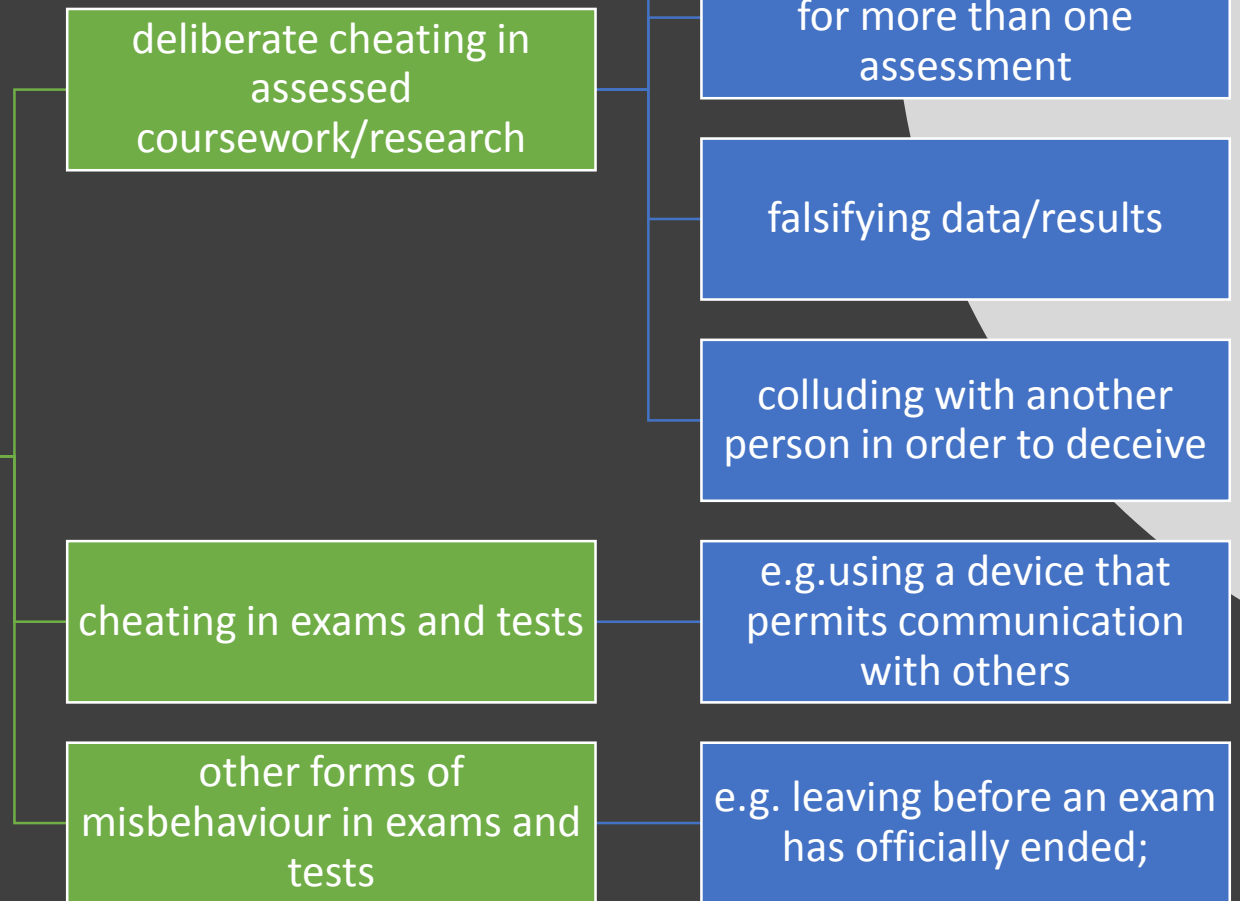 deliberate cheating in
assessed
coursework/research
for more than one
assessment
falsifying data/results
colluding with another
person in order to deceive
cheating in exams and tests
e.g.using a device that
permits communication
with others
other forms of
misbehaviour in exams and
tests
e.g. leaving before an exam
has officially ended;